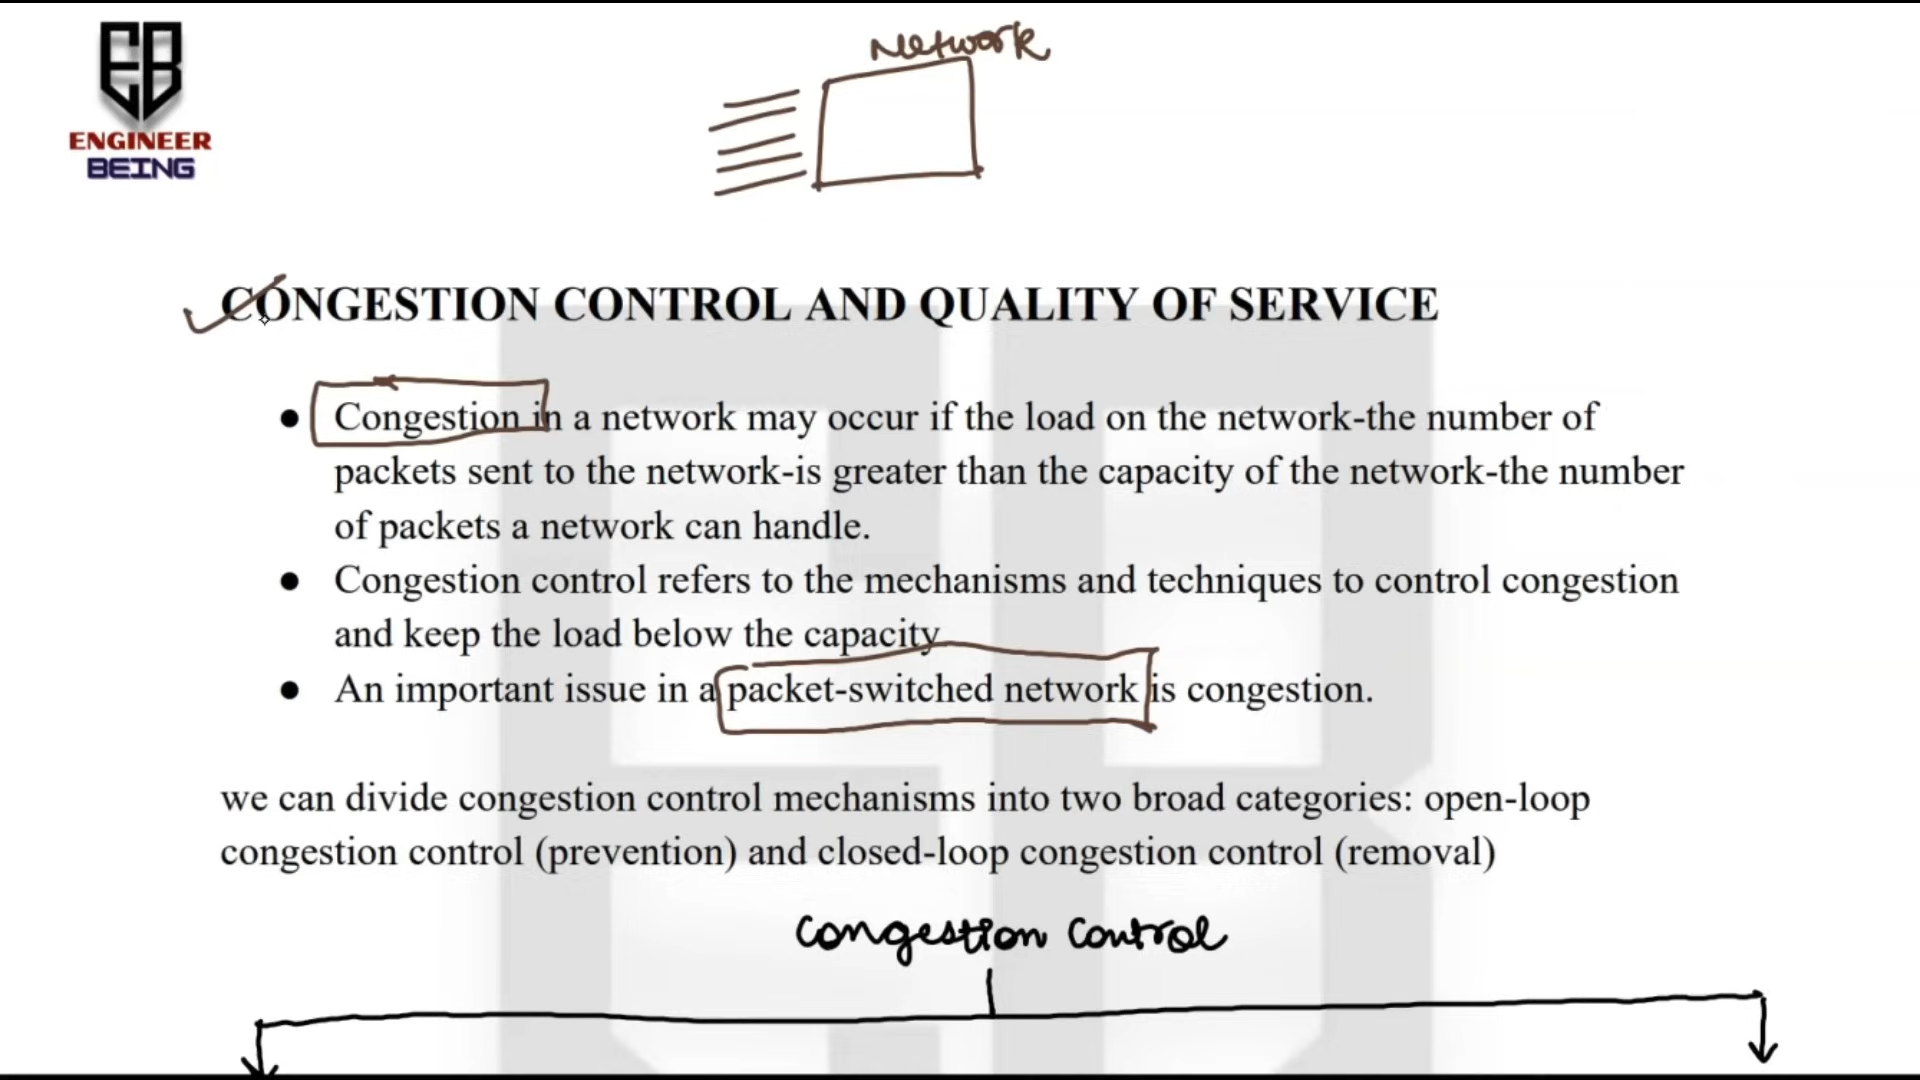 Network
EB
ENGINEER
BEING
CONGESTION CONTROL AND QUALITY OF SERVICE
● Congestion in a network may occur if the load on the network-the number of
packets sent to the network-is greater than the capacity of the network-the number
of packets a network can handle.
● Congestion control refers to the mechanisms and techniques to control congestion
and keep the load below the capacity
● An important issue in a packet-switched network is congestion.
we can divide congestion control mechanisms into two broad categories: open-loop
congestion control (prevention) and closed-loop congestion control (removal)
Congestion Control